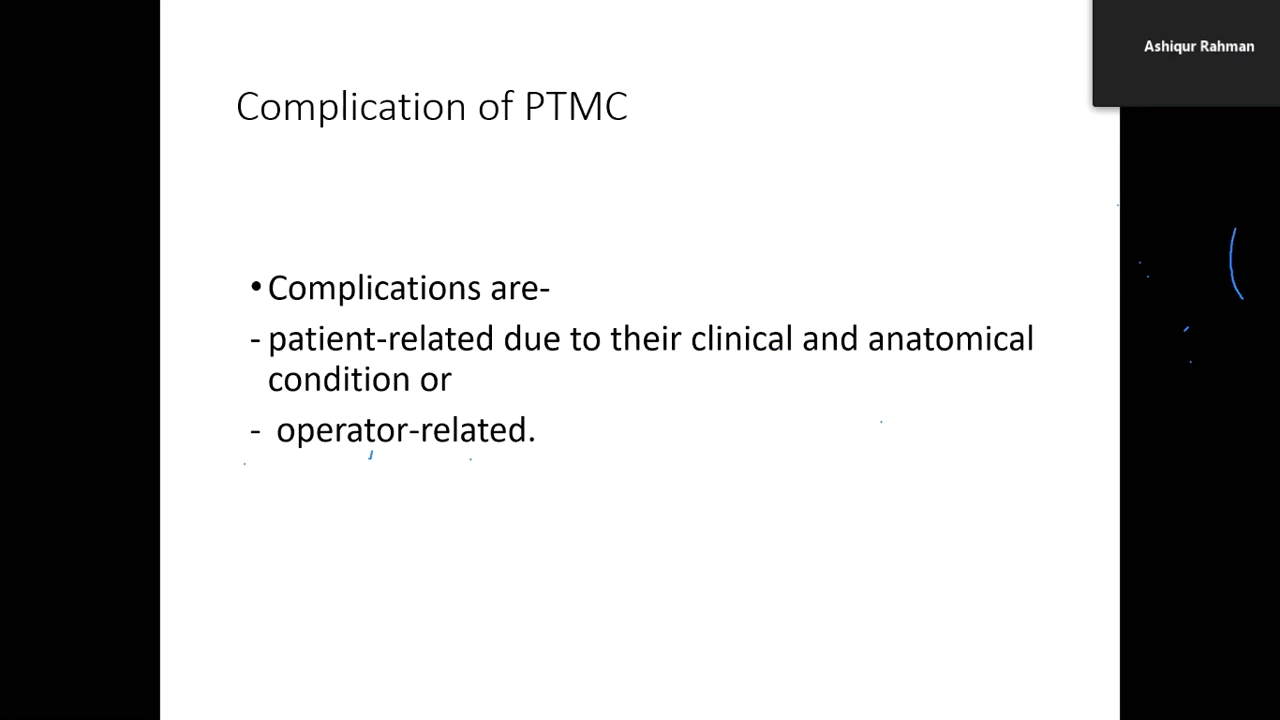 Ashiqur Rahman
Complication of PTMC
• Complications are-
- patient-related due to their clinical and anatomical
condition or
- operator-related.